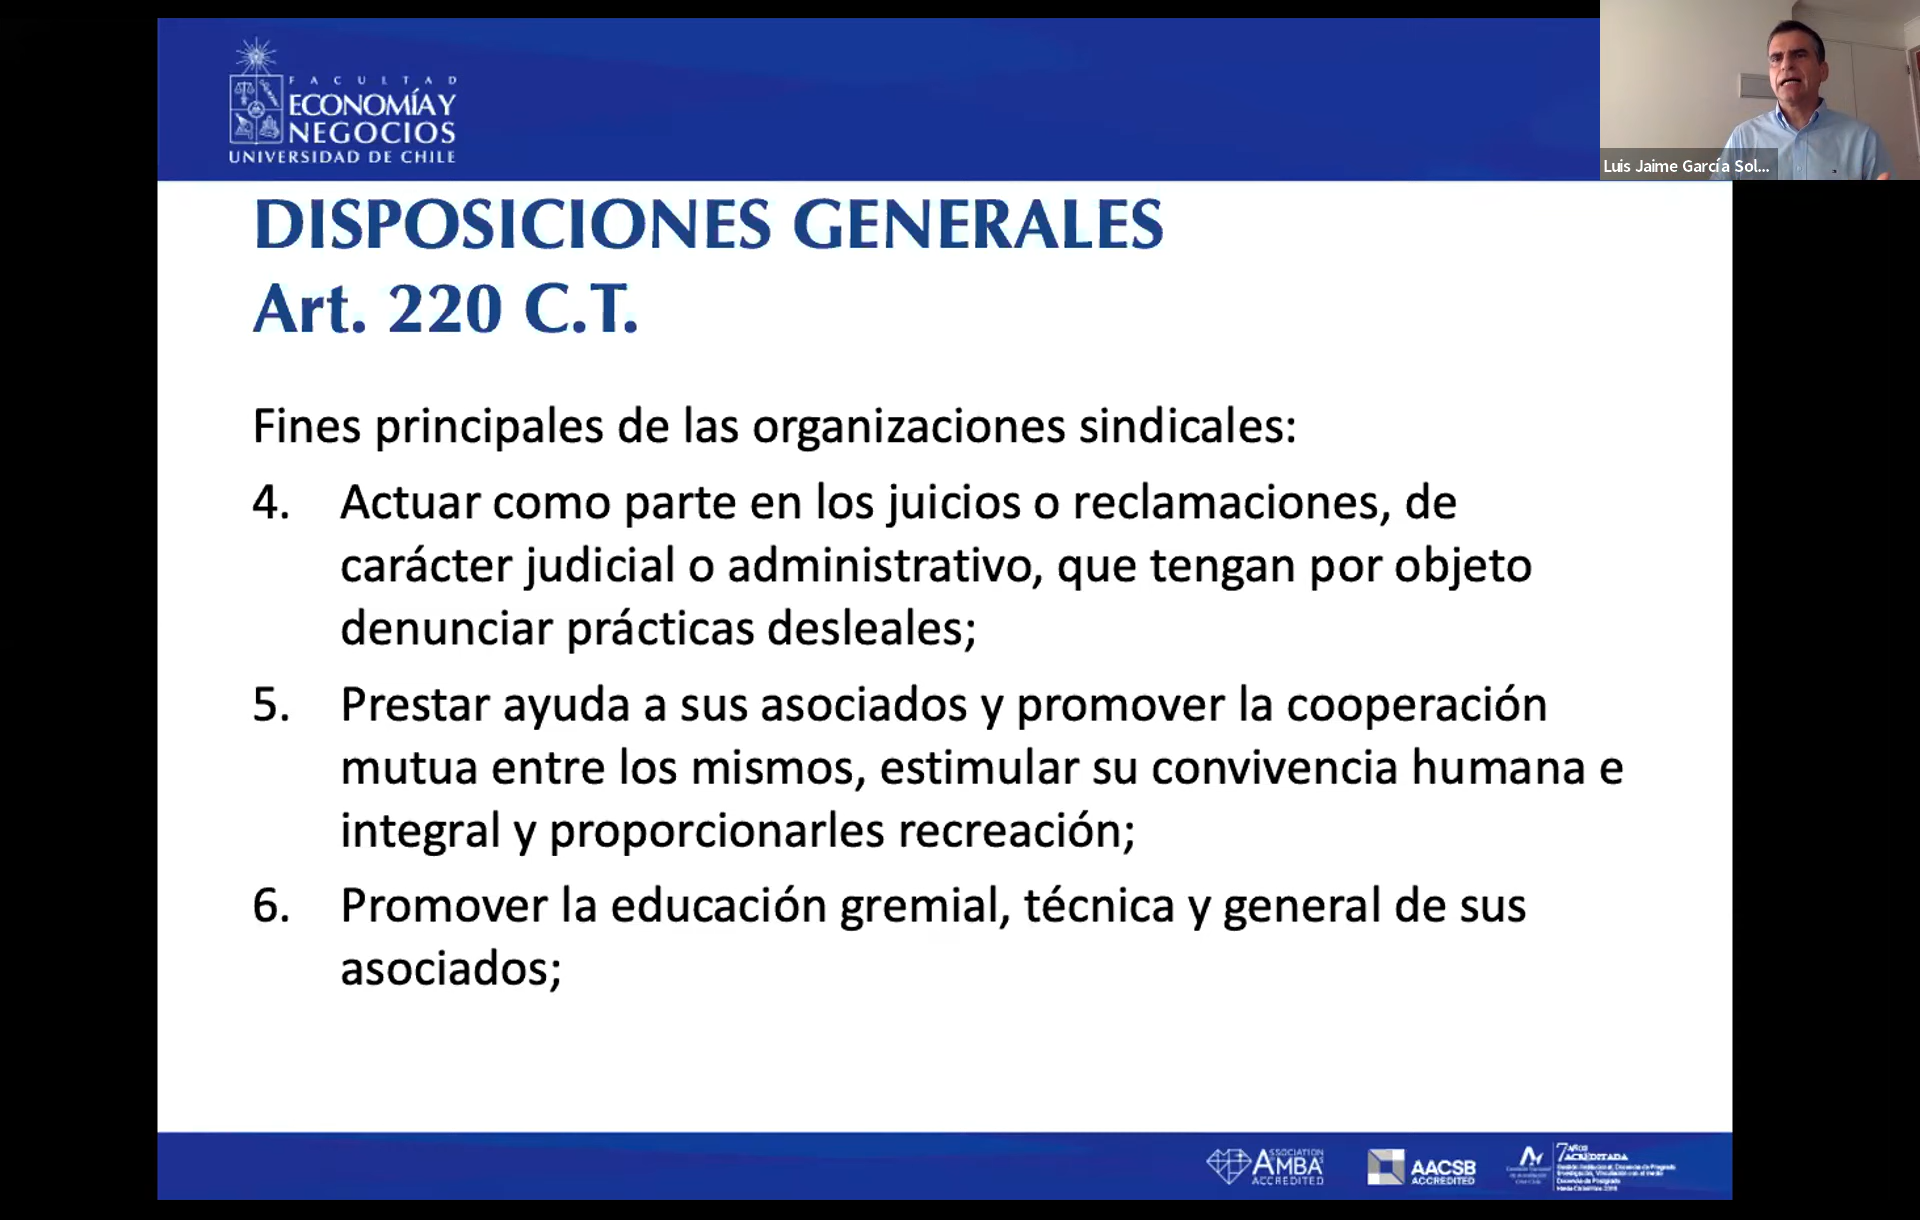 FACULTAD
ECONOMÍA Y
NEGOCIOS
UNIVERSIDAD DE CHILE
Luis Jaime García Sol...
DISPOSICIONES GENERALES
Art. 220 C.T.
Fines principales de las organizaciones sindicales:
4. Actuar como parte en los juicios o reclamaciones, de
carácter judicial o administrativo, que tengan por objeto
denunciar prácticas desleales;
5. Prestar ayuda a sus asociados y promover la cooperación
mutua entre los mismos, estimular su convivencia humana e
integral y proporcionarles recreación;
6. Promover la educación gremial, técnica y general de sus
asociados;
ASSOCIATION
AMBA
ACCREDITED
AACSB
ACCREDITED
7 AÑOS
ACREDITADA